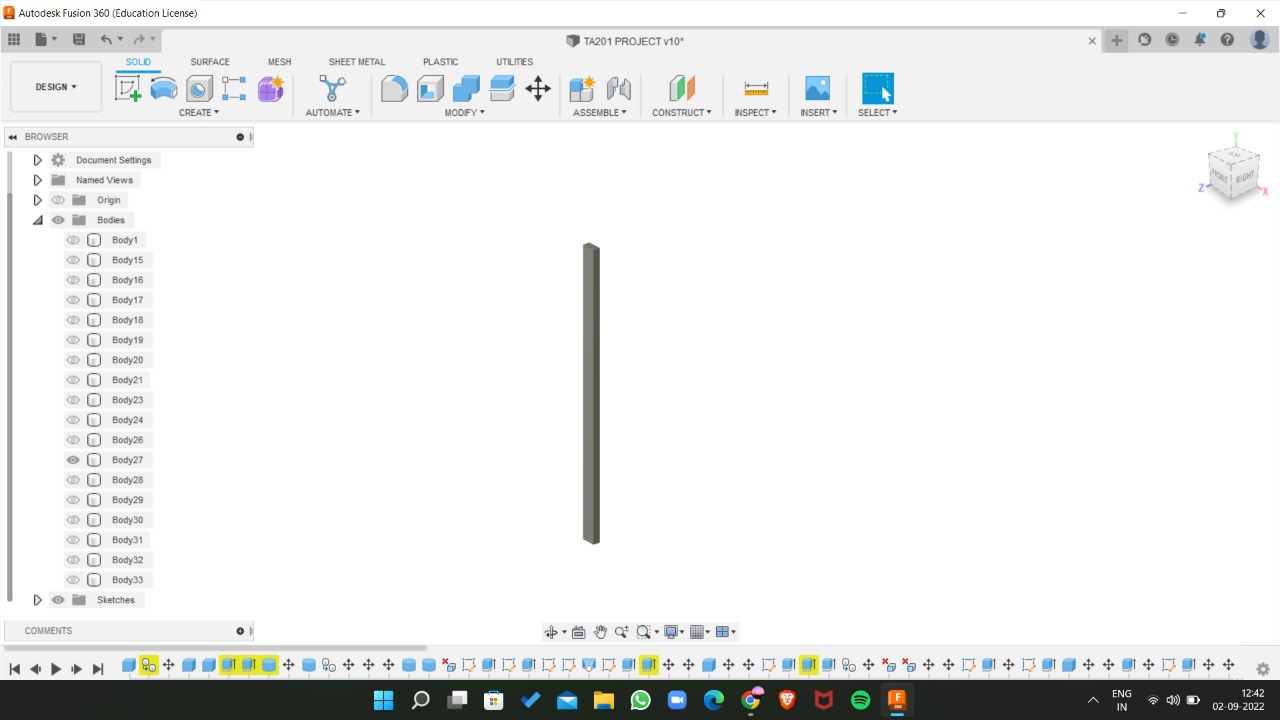 Autodesk Fusion 360 (Education License)
TA201 PROJECT v10*
SOLID SURFACE MESH SHEET METAL PLASTIC UTILITIES
DESIGN
CREATE AUTOMATE MODIFY ASSEMBLE CONSTRUCT INSPECT INSERT SELECT
BROWSER
Document Settings
Named Views
Origin
Bodies
Body1
Body15
Body16
Body17
Body18
Body19
Body20
Body21
Body23
Body24
Body26
Body27
Body28
Body29
Body30
Body31
Body32
Body33
Sketches
COMMENTS
Y
FRONT RIGHT
Z X
ENG
IN
12:42
02-09-2022